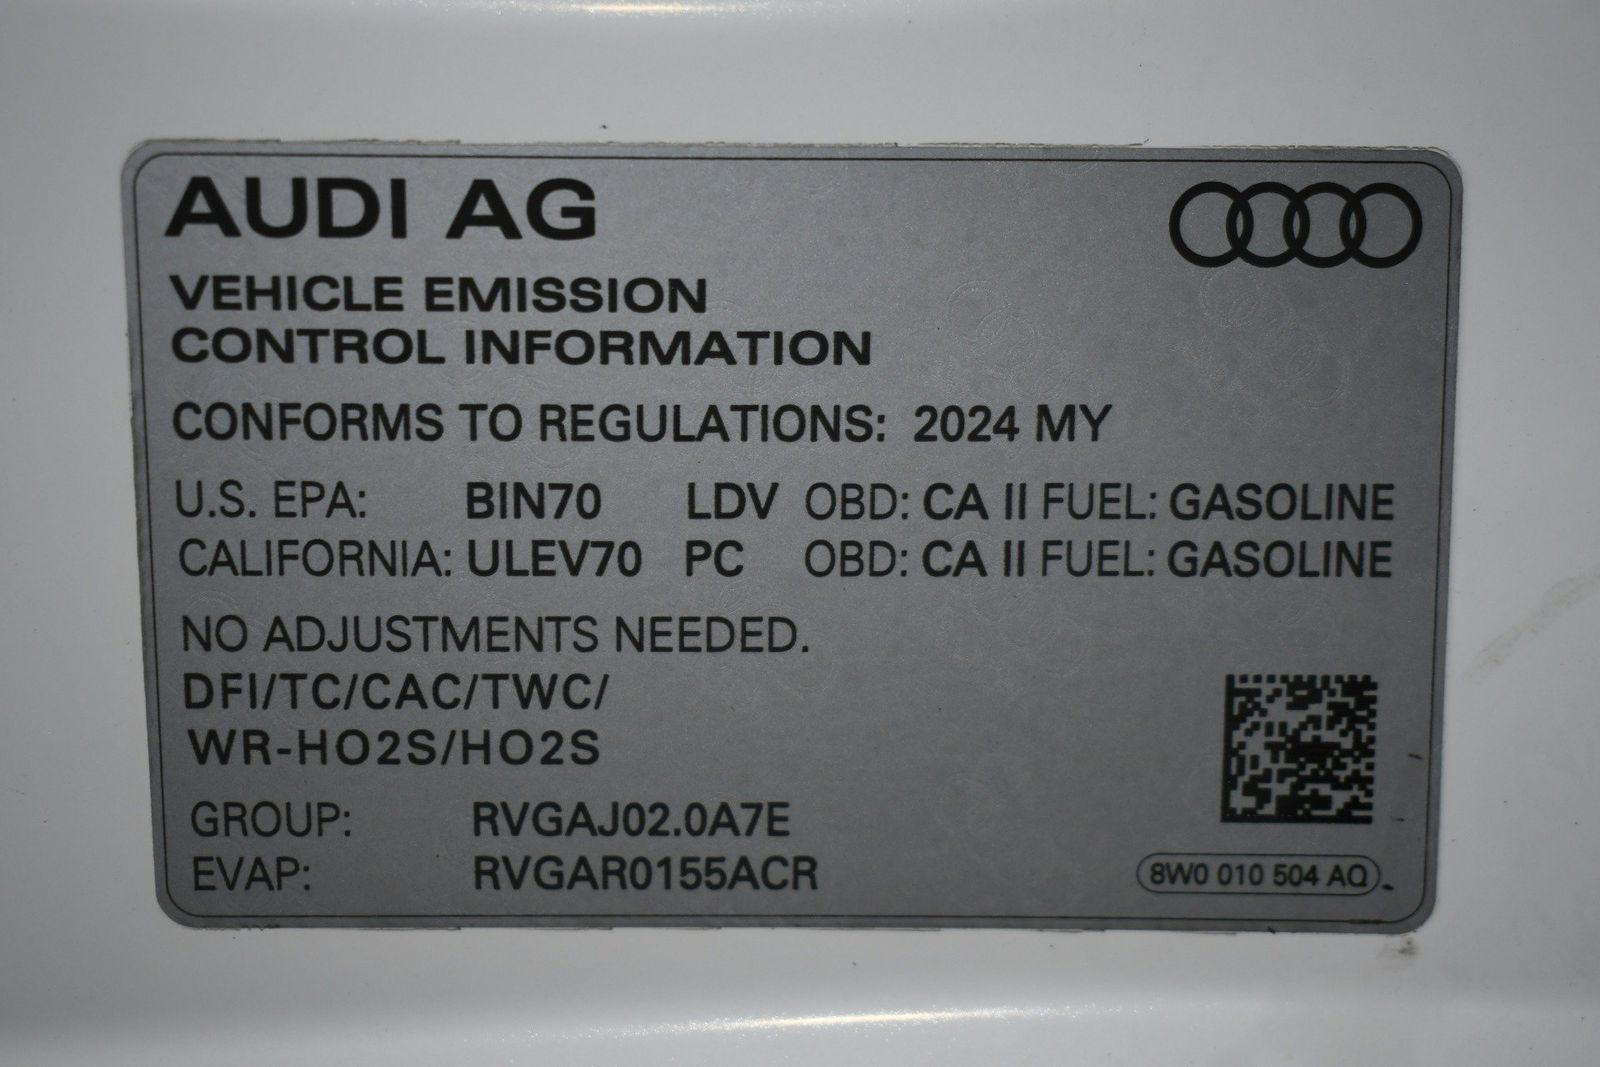 AUDI AG
VEHICLE EMISSION
CONTROL INFORMATION
CONFORMS TO REGULATIONS: 2024 MY
U.S. EPA: BIN70 LDV OBD: CA II FUEL: GASOLINE
CALIFORNIA: ULEV70 PC OBD: CA II FUEL: GASOLINE
NO ADJUSTMENTS NEEDED.
DFI/TC/CAC/TWC/
WR-HO2S/HO2S
GROUP: RVGAJ02.0A7E
EVAP: RVGAR0155ACR
8W0 010 504 AQ